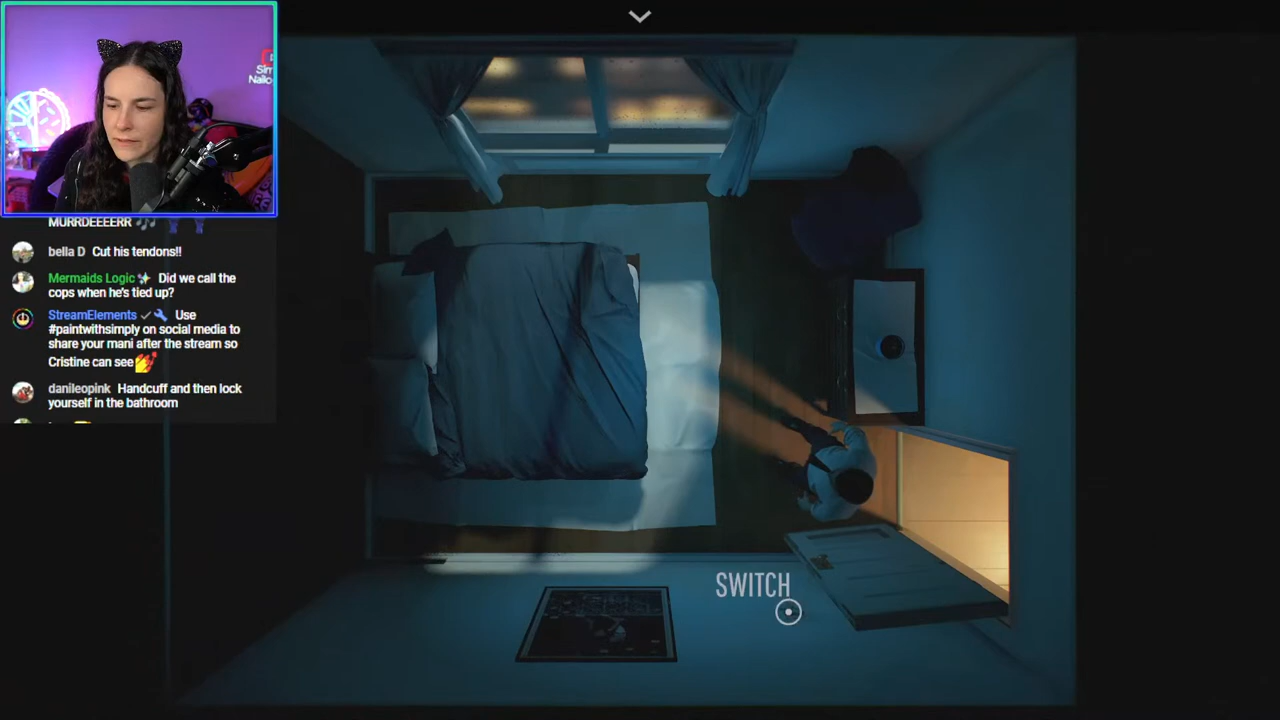 Sim
Nailo
MURRDEEEERR
bella D Cut his tendons!!
Mermaids Logic Did we call the
cops when he's tied up?
StreamElements Use
#paintwithsimply on social media to
share your mani after the stream so
Cristine can see
danileopink Handcuff and then lock
yourself in the bathroom
SWITCH